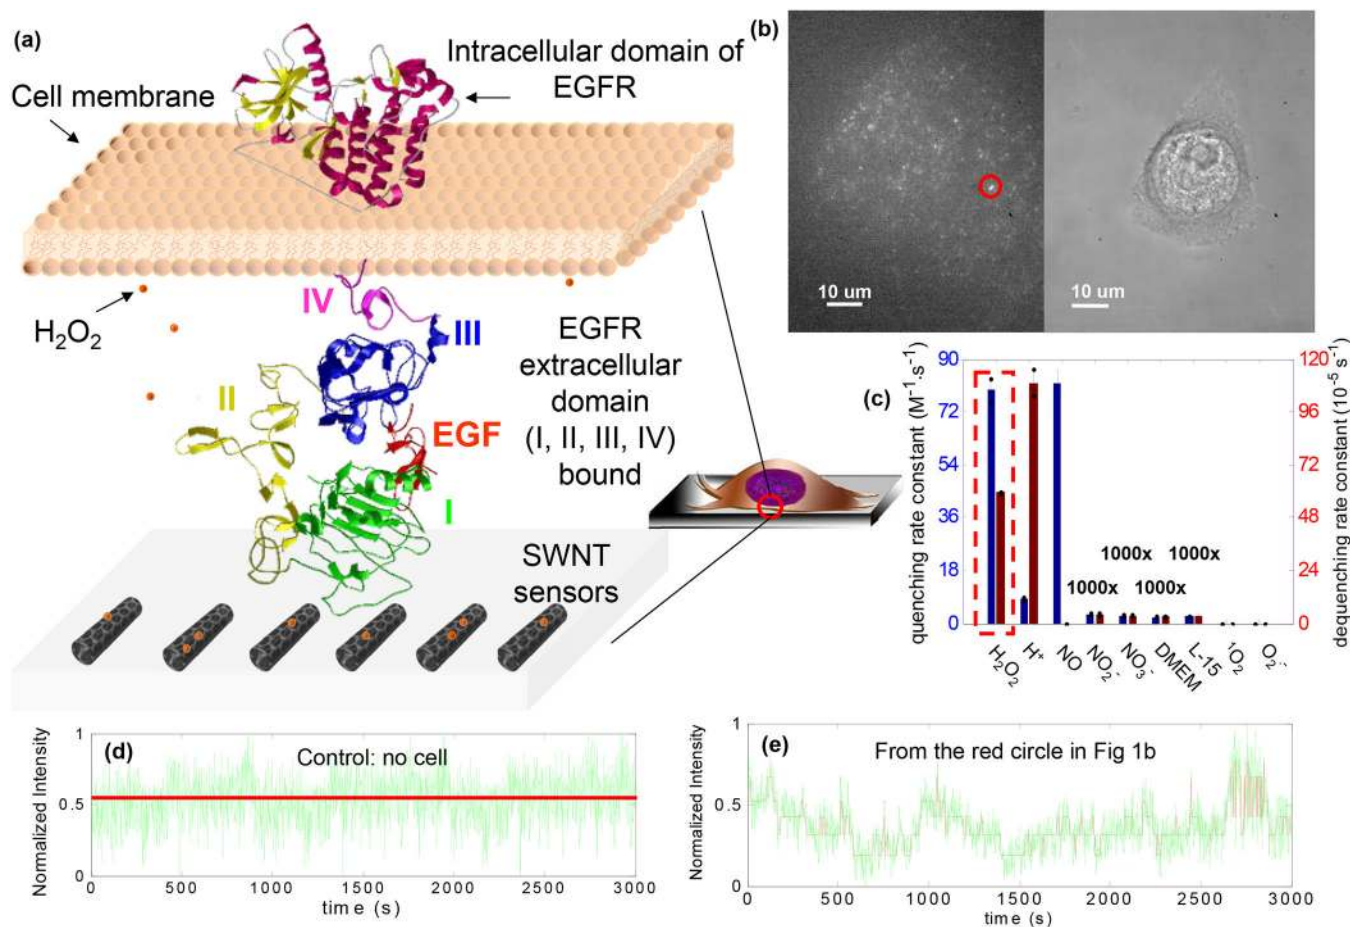 (a)
Intracellular domain of
EGFR
Cell membrane
H₂O₂
IV
III
II
EGF
I
EGFR
extracellular
domain
(I, II, III, IV)
bound
SWNT
sensors
(b)
10 um
10 um
(c)
quenching rate constant (M⁻¹.s⁻¹)
90
72
54
36
18
0
120
96
72
48
24
0
dequenching rate constant (10⁻⁵ s⁻¹)
1000x 1000x
1000x 1000x
H₂O₂
H⁺
NO
NO₂⁻
NO₃⁻
DMEM
L-15
¹O₂
O₂⁻·
(d)
Control: no cell
Normalized Intensity
1
0.5
0
0 500 1000 1500 2000 2500 3000
time (s)
(e)
From the red circle in Fig 1b
Normalized Intensity
1
0.5
0
0 500 1000 1500 2000 2500 3000
time (s)